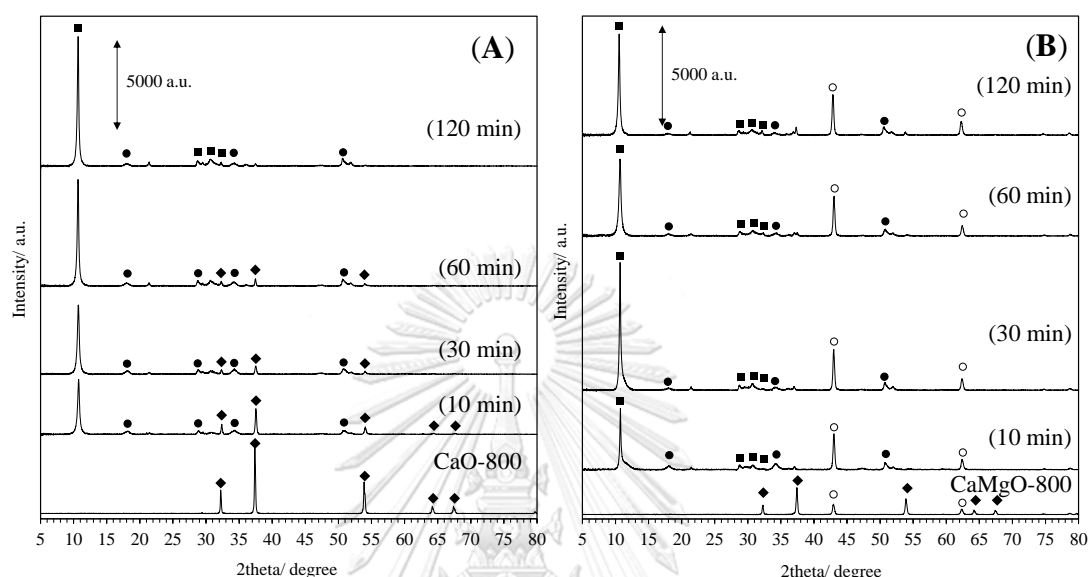 (A)
5000 a.u.
(120 min)
(60 min)
(30 min)
(10 min)
CaO-800
Intensity/ a.u.
5 10 15 20 25 30 35 40 45 50 55 60 65 70 75 80
2theta/ degree
(B)
5000 a.u.
(120 min)
(60 min)
(30 min)
(10 min)
CaMgO-800
Intensity/ a.u.
5 10 15 20 25 30 35 40 45 50 55 60 65 70 75 80
2theta/ degree